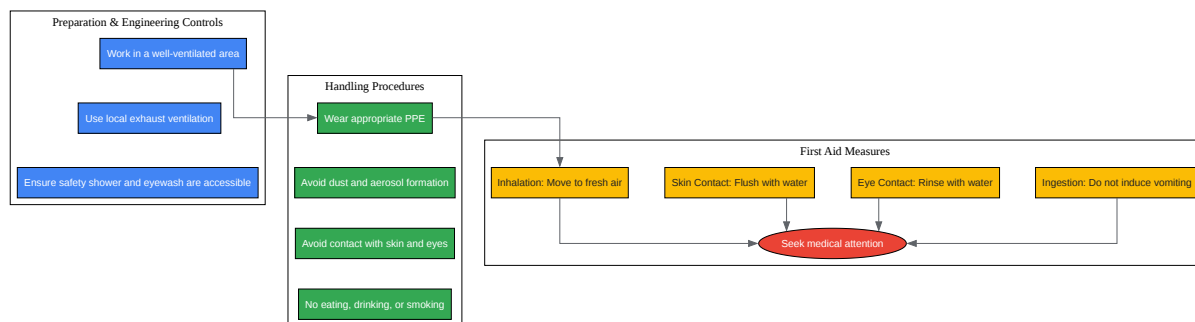 Preparation & Engineering Controls
Work in a well-ventilated area
Use local exhaust ventilation
Ensure safety shower and eyewash are accessible
Handling Procedures
Wear appropriate PPE
Avoid dust and aerosol formation
Avoid contact with skin and eyes
No eating, drinking, or smoking
First Aid Measures
Inhalation: Move to fresh air
Skin Contact: Flush with water
Eye Contact: Rinse with water
Ingestion: Do not induce vomiting
Seek medical attention